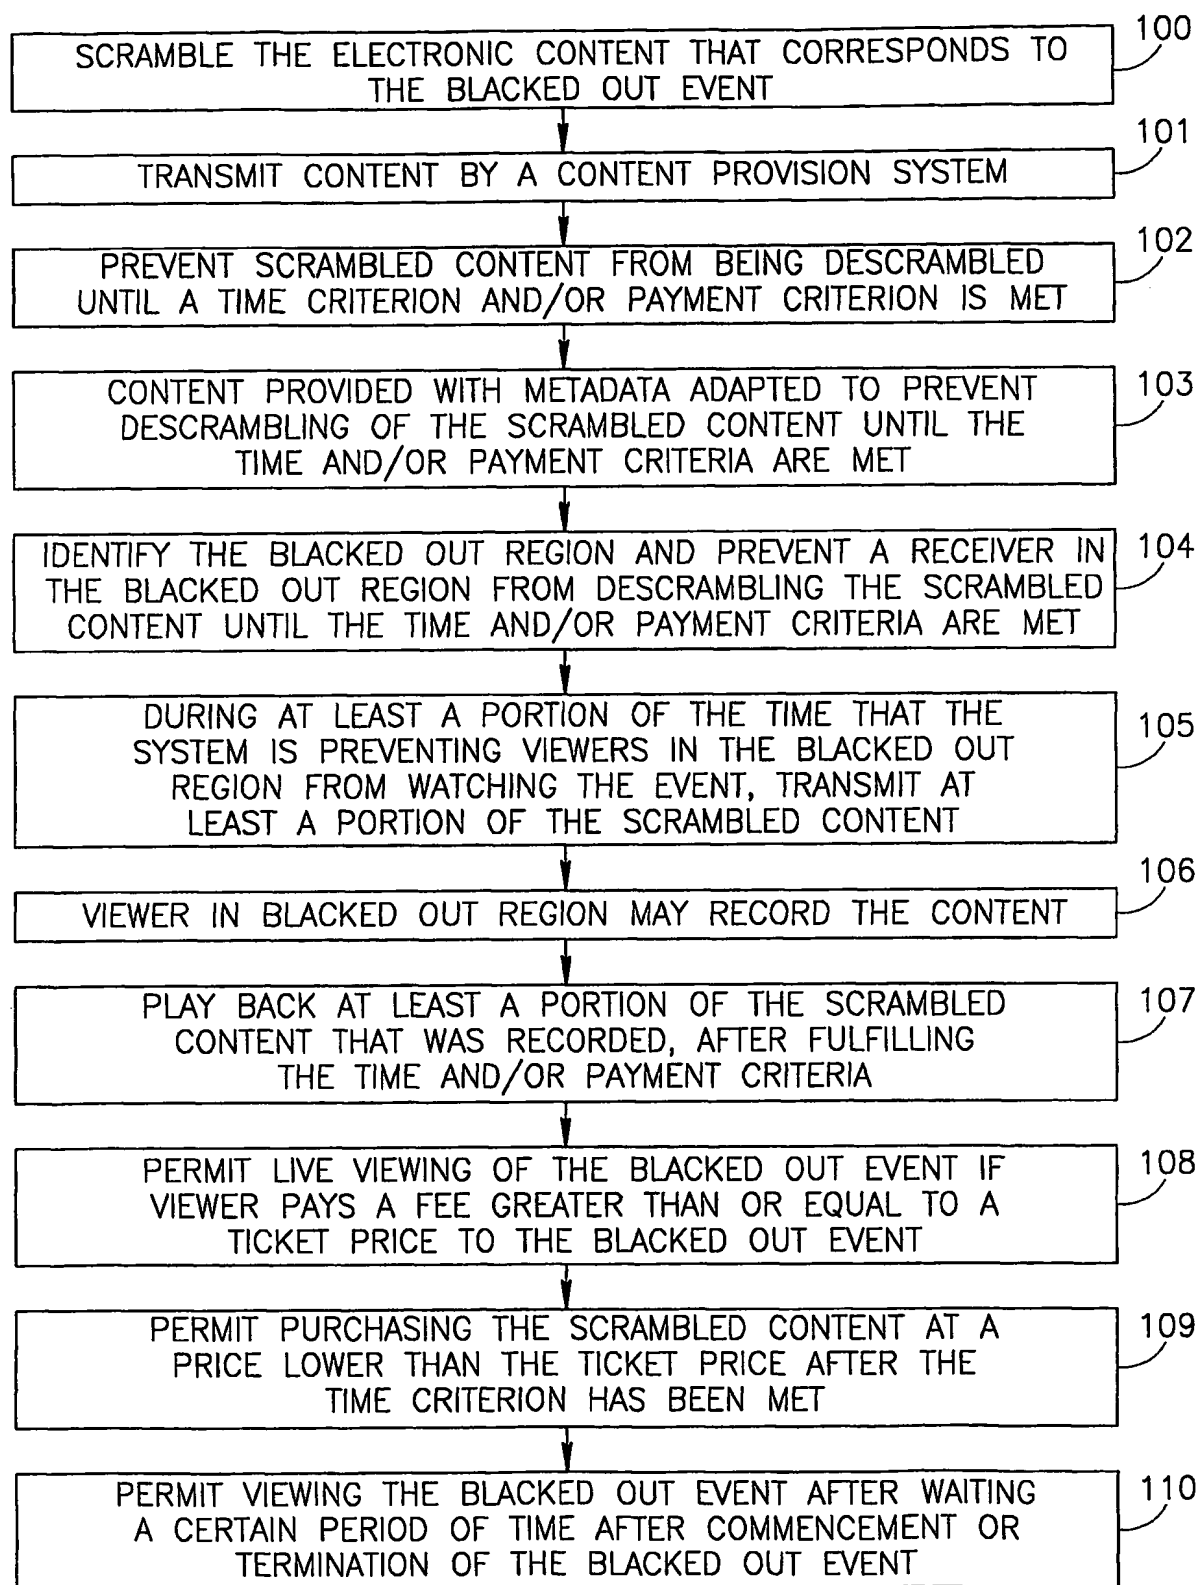 100
SCRAMBLE THE ELECTRONIC CONTENT THAT CORRESPONDS TO
THE BLACKED OUT EVENT
101
TRANSMIT CONTENT BY A CONTENT PROVISION SYSTEM
102
PREVENT SCRAMBLED CONTENT FROM BEING DESCRAMBLED
UNTIL A TIME CRITERION AND/OR PAYMENT CRITERION IS MET
103
CONTENT PROVIDED WITH METADATA ADAPTED TO PREVENT
DESCRAMBLING OF THE SCRAMBLED CONTENT UNTIL THE
TIME AND/OR PAYMENT CRITERIA ARE MET
104
IDENTIFY THE BLACKED OUT REGION AND PREVENT A RECEIVER IN
THE BLACKED OUT REGION FROM DESCRAMBLING THE SCRAMBLED
CONTENT UNTIL THE TIME AND/OR PAYMENT CRITERIA ARE MET
105
DURING AT LEAST A PORTION OF THE TIME THAT THE
SYSTEM IS PREVENTING VIEWERS IN THE BLACKED OUT
REGION FROM WATCHING THE EVENT, TRANSMIT AT
LEAST A PORTION OF THE SCRAMBLED CONTENT
106
VIEWER IN BLACKED OUT REGION MAY RECORD THE CONTENT
107
PLAY BACK AT LEAST A PORTION OF THE SCRAMBLED
CONTENT THAT WAS RECORDED, AFTER FULFILLING
THE TIME AND/OR PAYMENT CRITERIA
108
PERMIT LIVE VIEWING OF THE BLACKED OUT EVENT IF
VIEWER PAYS A FEE GREATER THAN OR EQUAL TO A
TICKET PRICE TO THE BLACKED OUT EVENT
109
PERMIT PURCHASING THE SCRAMBLED CONTENT AT A
PRICE LOWER THAN THE TICKET PRICE AFTER THE
TIME CRITERION HAS BEEN MET
110
PERMIT VIEWING THE BLACKED OUT EVENT AFTER WAITING
A CERTAIN PERIOD OF TIME AFTER COMMENCEMENT OR
TERMINATION OF THE BLACKED OUT EVENT